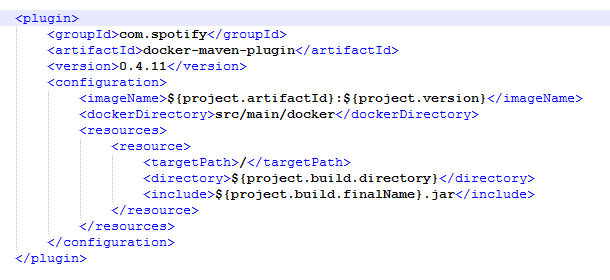 <plugin>
<groupId>com.spotify</groupId>
<artifactId>docker-maven-plugin</artifactId>
<version>0.4.11</version>
<configuration>
<imageName>${project.artifactId}:${project.version}</imageName>
<dockerDirectory>src/main/docker</dockerDirectory>
<resources>
<resource>
<targetPath>/</targetPath>
<directory>${project.build.directory}</directory>
<include>${project.build.finalName}.jar</include>
</resource>
</resources>
</configuration>
</plugin>